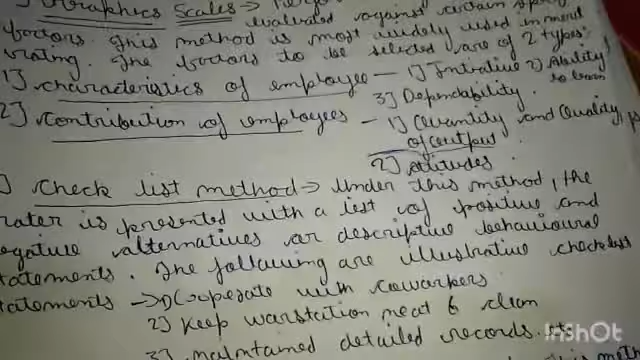 Graphics Scales →
evaluated against certain
factors. This method is most widely used in merit
rating. The factors to be selected are of 2 types:
1] Characteristics of employee - 1] Initiative 2] Ability to learn
3] Dependability.
2] Contribution of employees - 1] Quantity and Quality
of output
2] Attitudes.
] Check list method → Under this method, the
rater is presented with a list of positive and
egative alternatives or descriptive behavioural
tatements. The following are illustrative checklist
tatements → 1] Cooperate with coworkers
2] Keep warstation neat & clean
3] Maintained detailed records.
InShOt